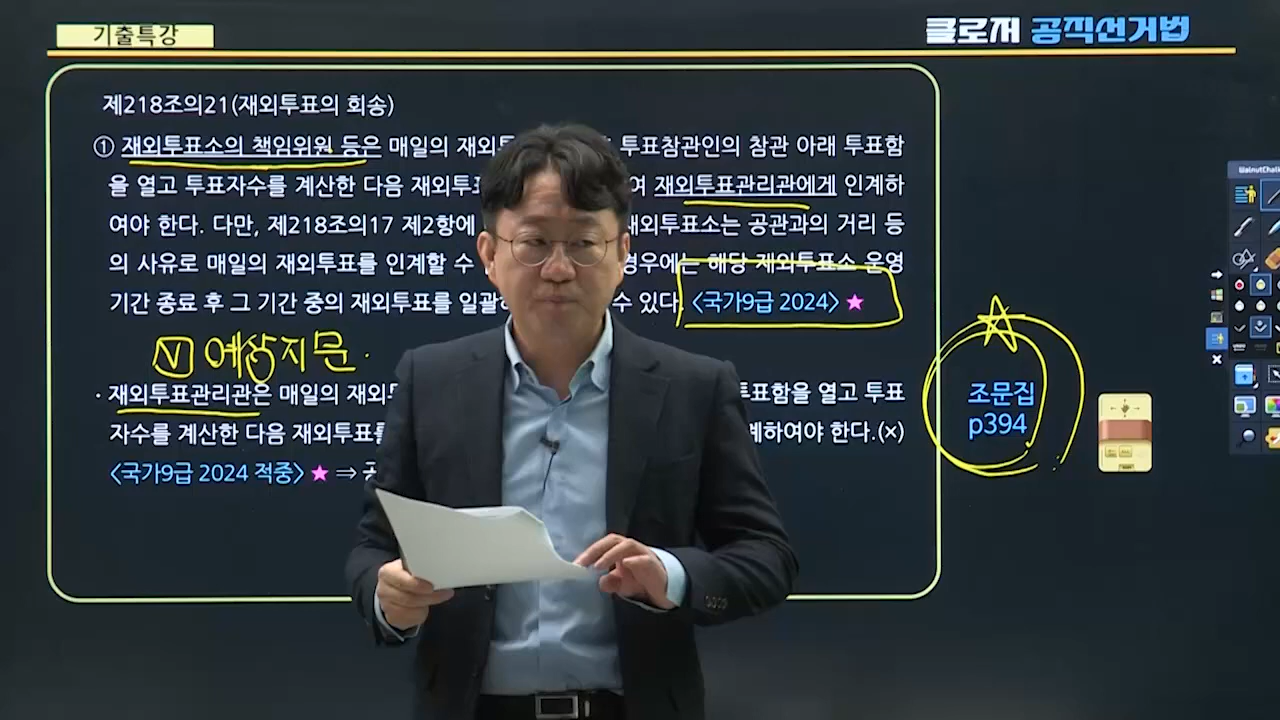 기출특강
클로저 공직선거법
제218조의21(재외투표의 회송)
① 재외투표소의 책임위원 등은 매일의 재외투 투표참관인의 참관 아래 투표함
을 열고 투표자수를 계산한 다음 재외투표 여 재외투표관리관에게 인계하
여야 한다. 다만, 제218조의17 제2항에 재외투표소는 공관과의 거리 등
의 사유로 매일의 재외투표를 인계할 수 경우에는 해당 재외투표소 운영
기간 종료 후 그 기간 중의 재외투표를 일괄 수 있다. <국가9급 2024> ★
V 예상지문.
· 재외투표관리관은 매일의 재외 표함을 열고 투표
자수를 계산한 다음 재외투표를 계하여야 한다.(×)
<국가9급 2024 적중> ★ ⇒
조문집
p394